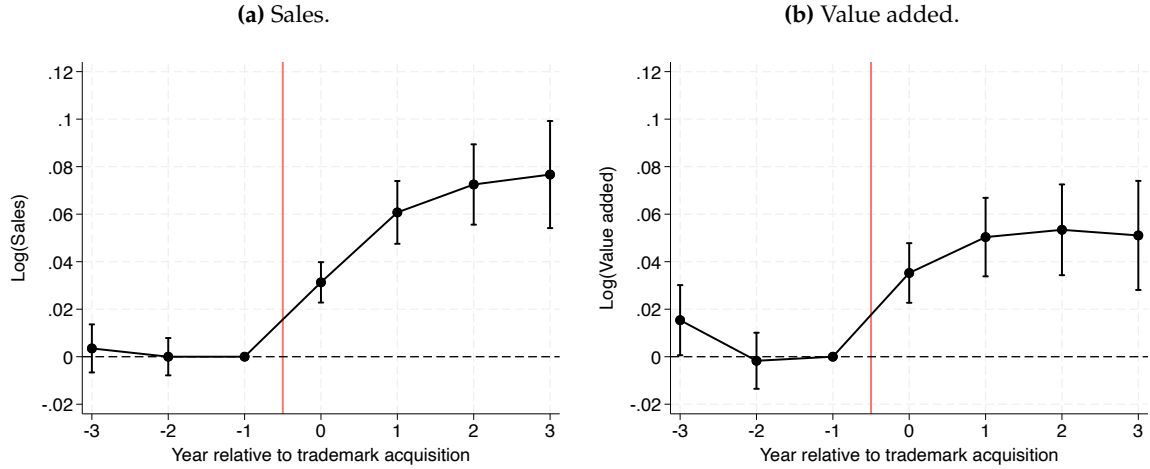 (a) Sales.
.12
.1
.08
.06
.04
.02
0
-.02
Log(Sales)
-3 -2 -1 0 1 2 3
Year relative to trademark acquisition
(b) Value added.
.12
.1
.08
.06
.04
.02
0
-.02
Log(Value added)
-3 -2 -1 0 1 2 3
Year relative to trademark acquisition